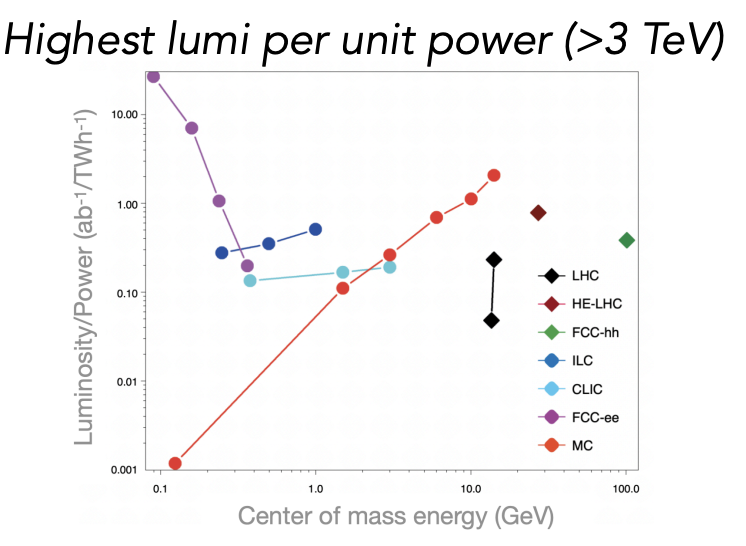 Highest lumi per unit power (>3 TeV)
Luminosity/Power (ab-1/TWh-1)
10.00
1.00
0.10
0.01
0.001
0.1
1.0
10.0
100.0
Center of mass energy (GeV)
LHC
HE-LHC
FCC-hh
ILC
CLIC
FCC-ee
MC